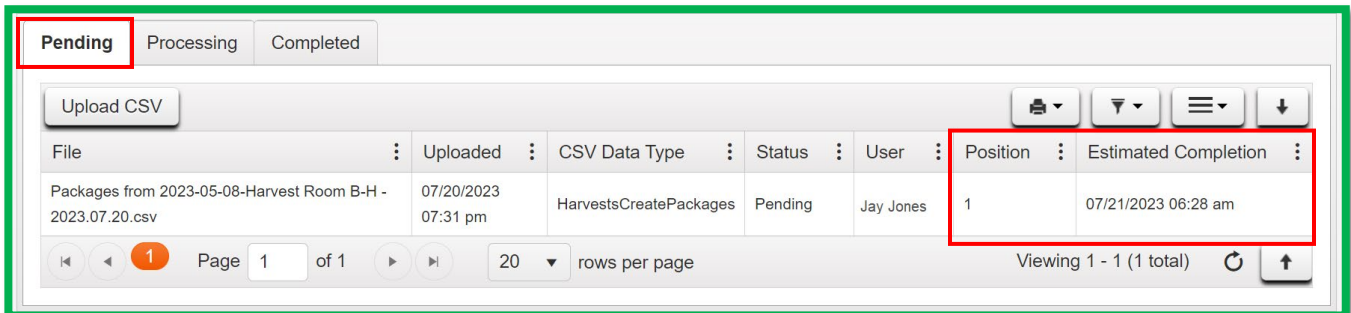 Pending Processing Completed
Upload CSV
File Uploaded CSV Data Type Status User Position Estimated Completion
Packages from 2023-05-08-Harvest Room B-H -
2023.07.20.csv
07/20/2023
07:31 pm
HarvestsCreatePackages Pending Jay Jones 1 07/21/2023 06:28 am
1 Page 1 of 1 20 rows per page Viewing 1 - 1 (1 total)